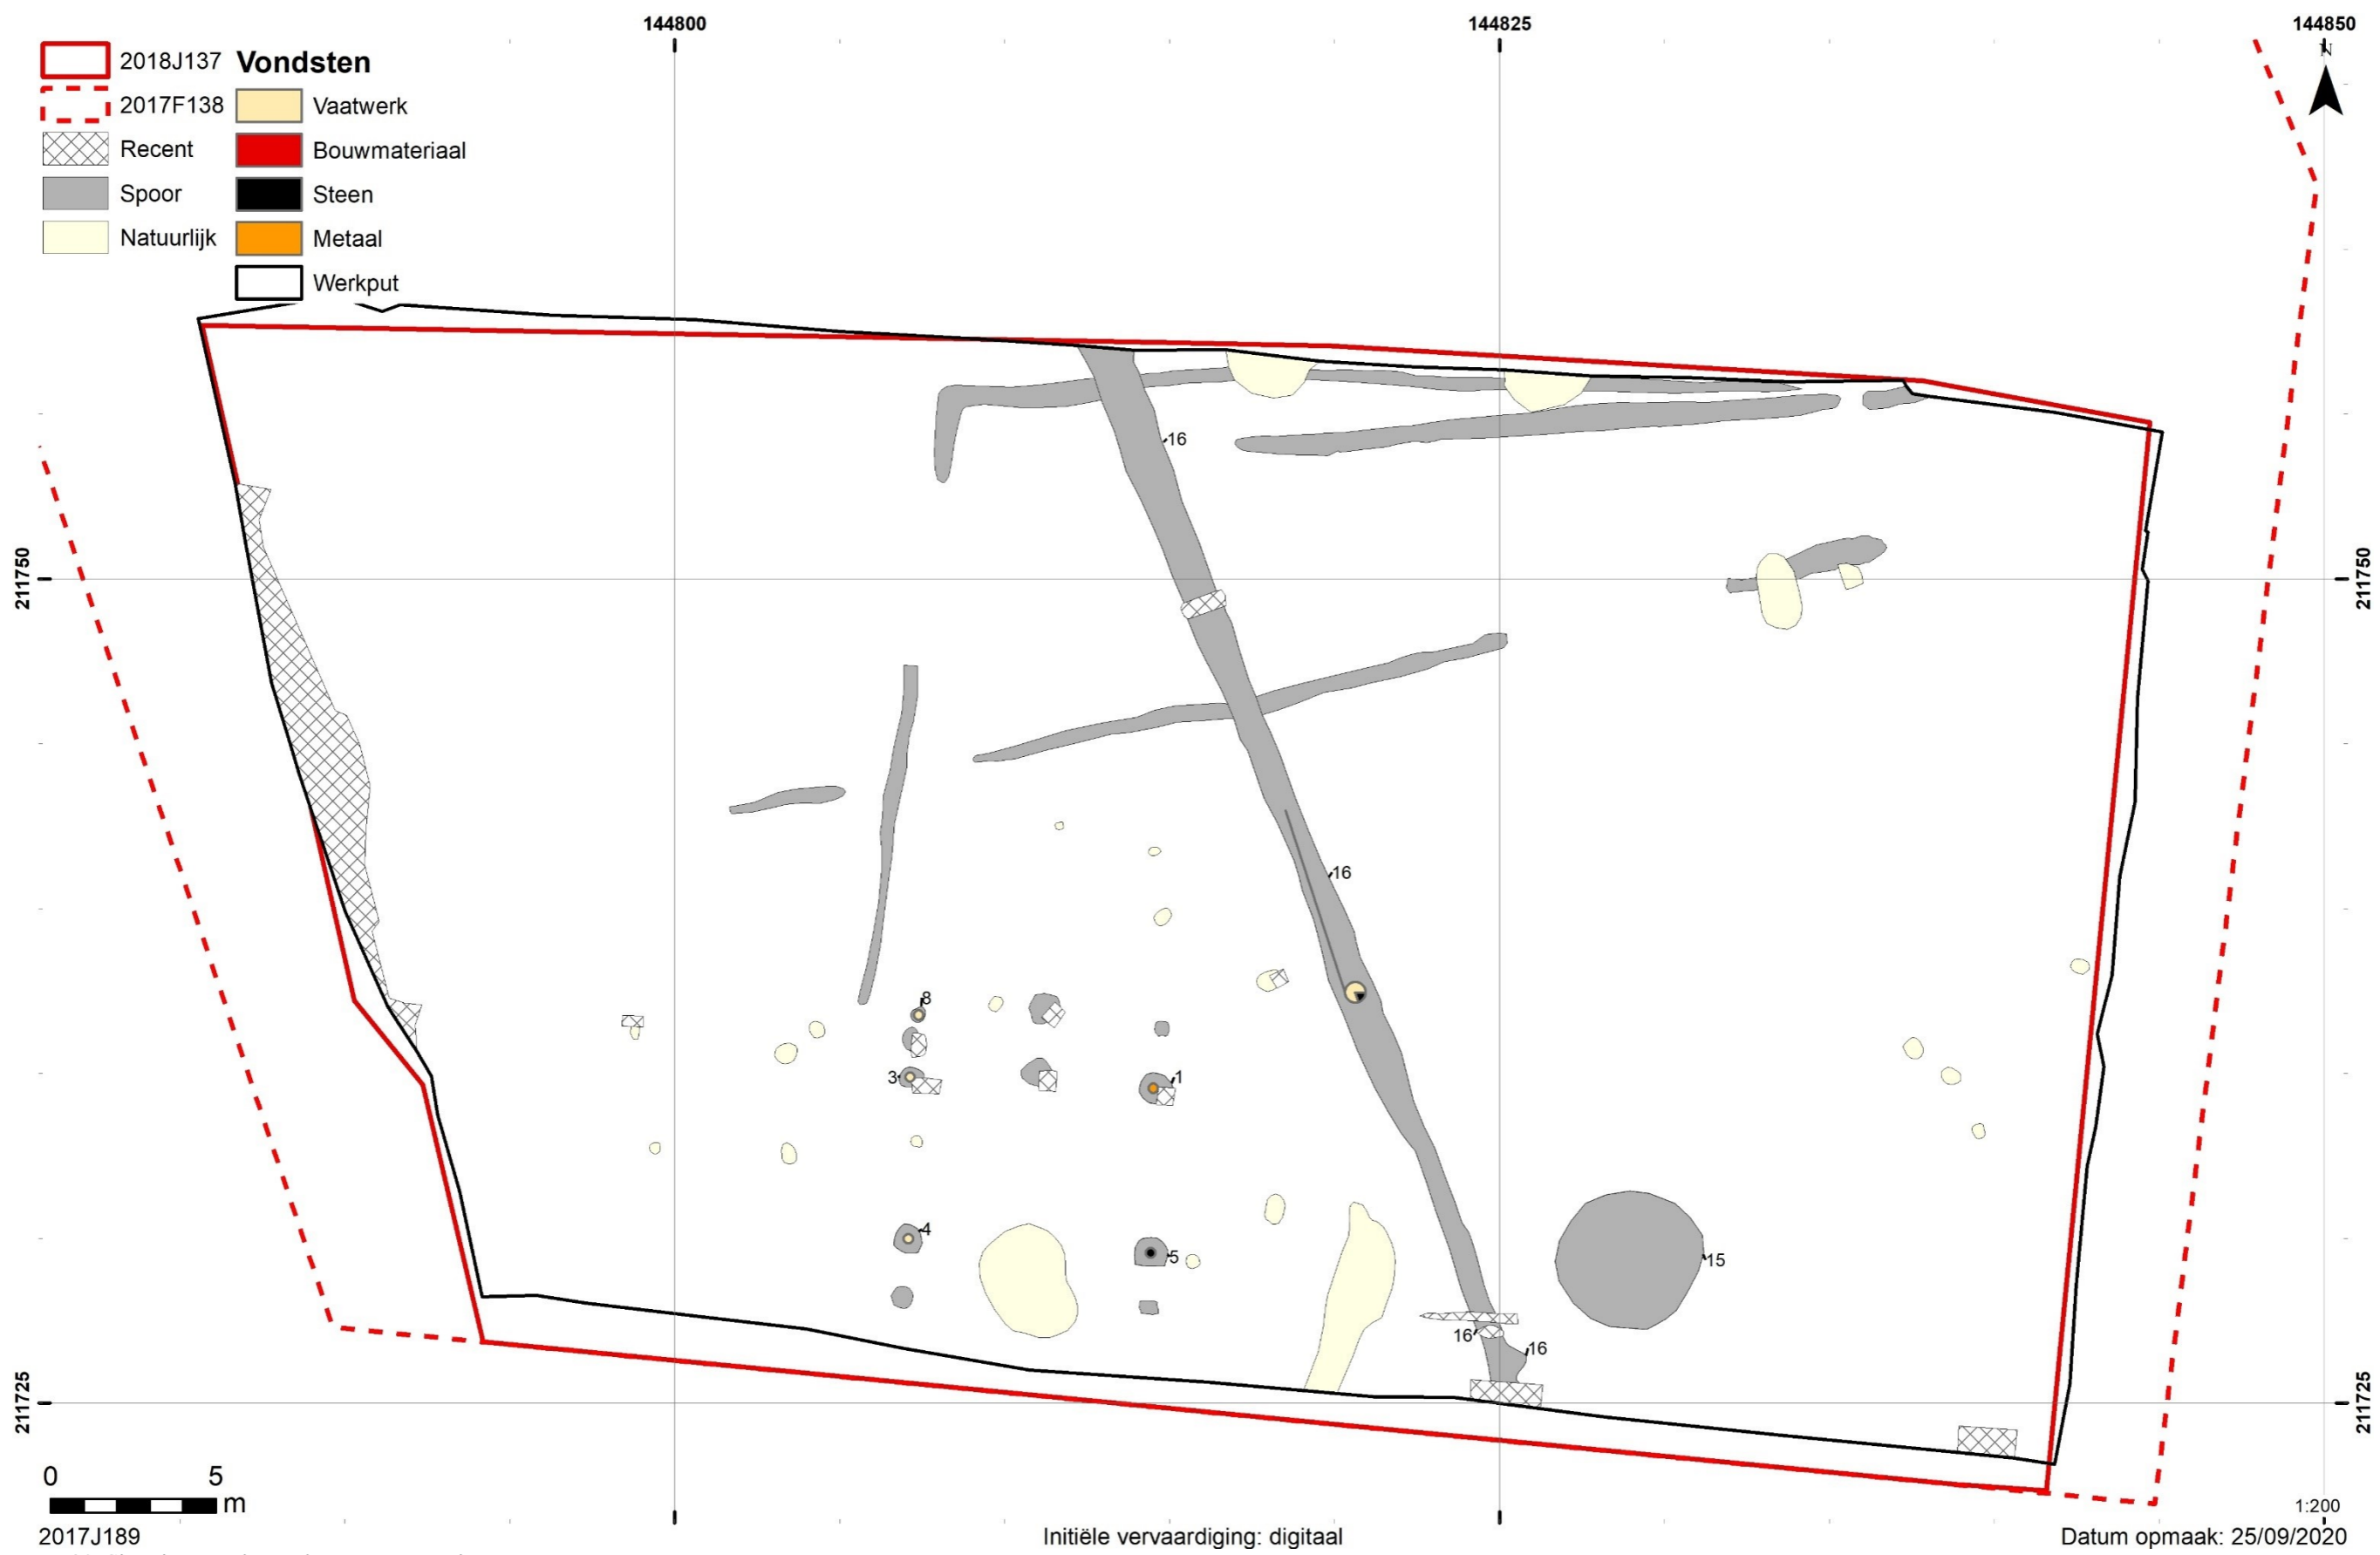 144800
144825
144850
N
2018J137
Vondsten
2017F138
Vaatwerk
Recent
Bouwmateriaal
Spoor
Steen
Natuurlijk
Metaal
Werkput
16
211750
211750
16
8
3
1
4
5
15
16
16
211725
211725
0
5
m
1:200
2017J189
Initiële vervaardiging: digitaal
Datum opmaak: 25/09/2020